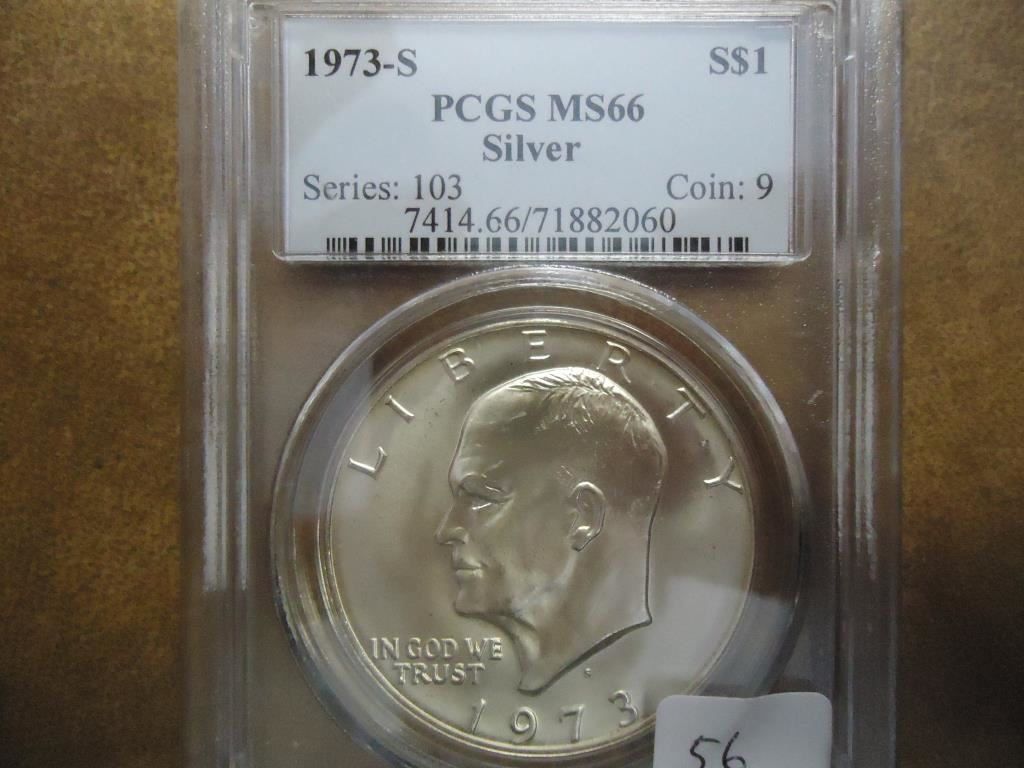 1973-S S$1
PCGS MS66
Silver
Series: 103 Coin: 9
7414.66/71882060
LIBERTY
IN GOD WE
TRUST
S
1973
56